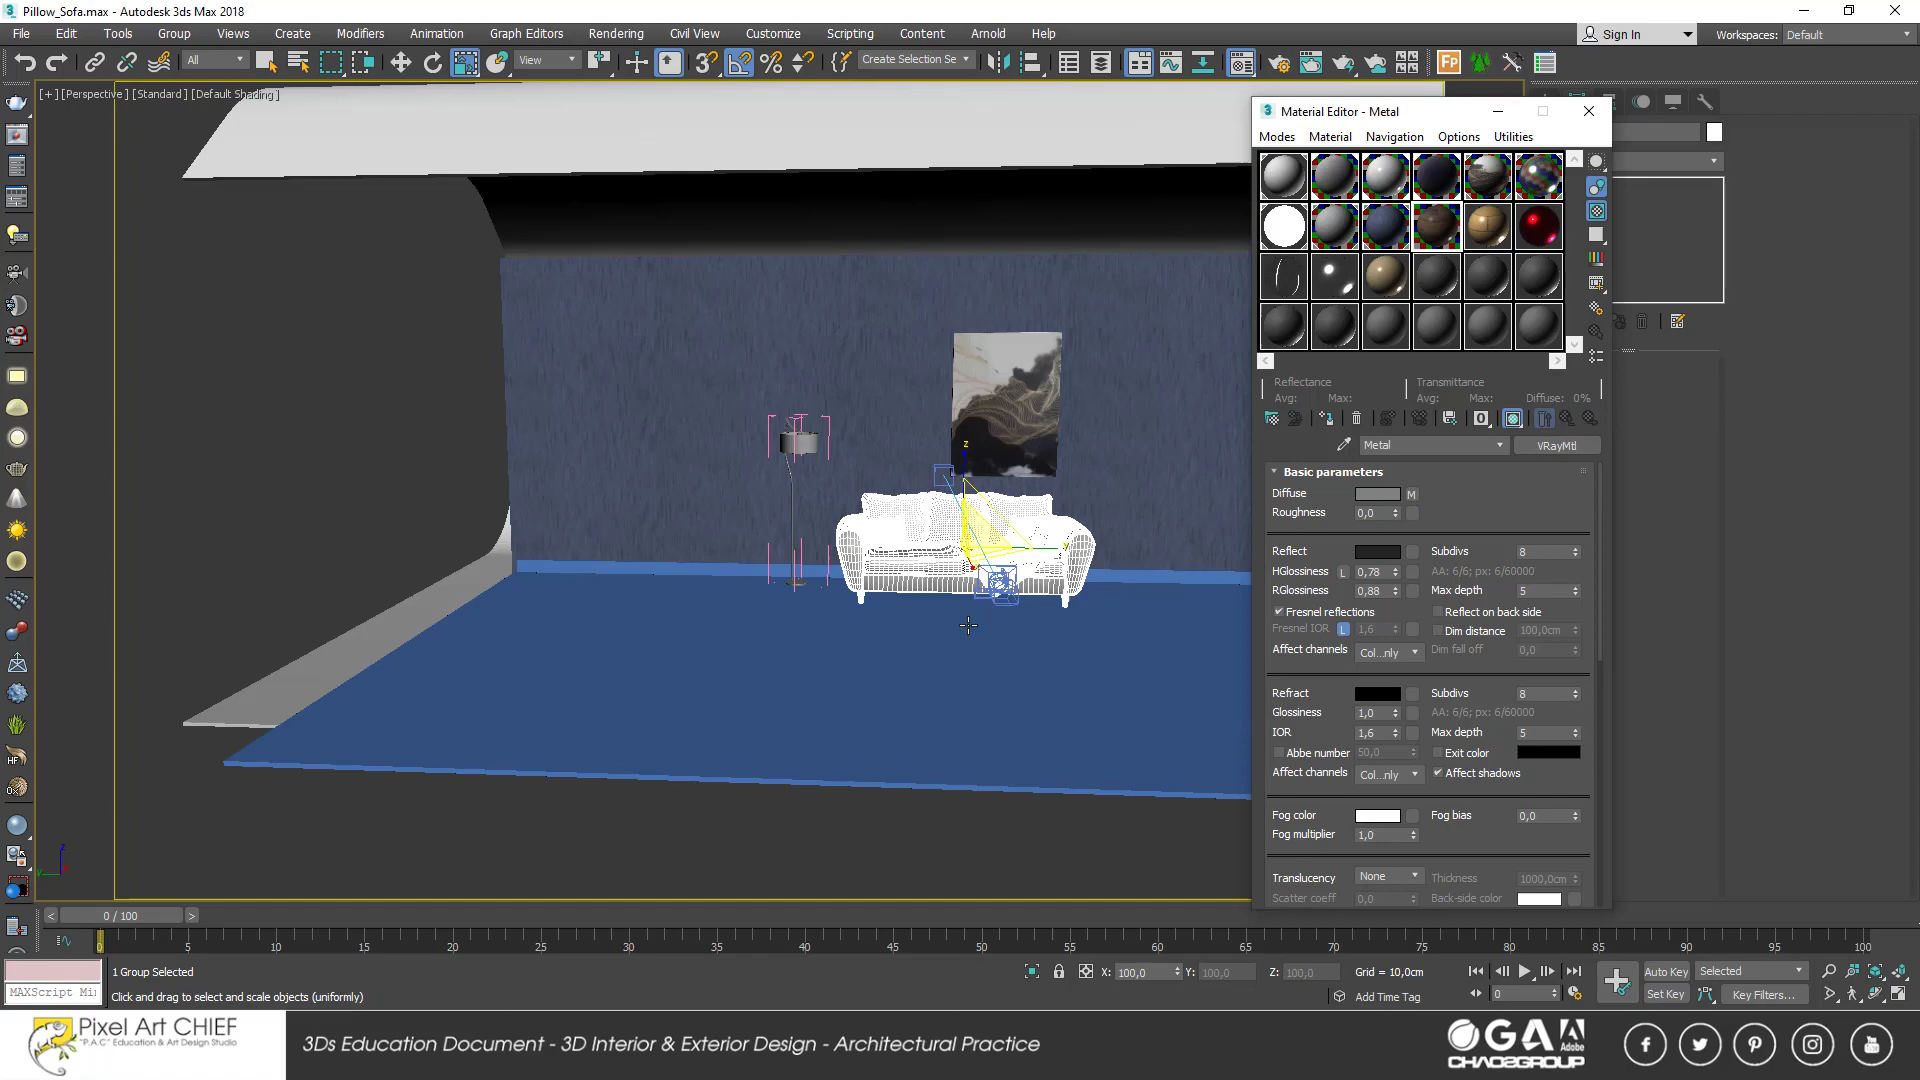 Pillow_Sofa.max - Autodesk 3ds Max 2018
File Edit Tools Group Views Create Modifiers Animation Graph Editors Rendering Civil View Customize Scripting Content Arnold Help
Sign In Workspaces: Default
All View Create Selection Se
[+] [Perspective] [Standard] [Default Shading]
Material Editor - Metal
Modes Material Navigation Options Utilities
Reflectance Transmittance
Avg: Max: Avg: Max: Diffuse: 0%
Metal VRayMtl
Basic parameters
Diffuse M
Roughness 0,0
Reflect Subdivs 8
HGlossiness L 0,78 AA: 6/6; px: 6/60000
RGlossiness 0,88 Max depth 5
Fresnel reflections Reflect on back side
Fresnel IOR L 1,6 Dim distance 100,0cm
Affect channels Col...nly Dim fall off 0,0
Refract Subdivs 8
Glossiness 1,0 AA: 6/6; px: 6/60000
IOR 1,6 Max depth 5
Abbe number 50,0 Exit color
Affect channels Col...nly Affect shadows
Fog color Fog bias 0,0
Fog multiplier 1,0
Translucency None Thickness 1000,0cm
Scatter coeff 0,0 Back-side color
0 / 100
0 5 10 15 20 25 30 35 40 45 50 55 60 65 70 75 80 85 90 95 100
1 Group Selected X: 100,0 Y: 100,0 Z: 100,0 Grid = 10,0cm Auto Key Selected
MAXScript Mi Click and drag to select and scale objects (uniformly) Add Time Tag 0 Set Key Key Filters...
Pixel Art CHIEF
"P.A.C" Education & Art Design Studio
3Ds Education Document - 3D Interior & Exterior Design - Architectural Practice
CHAOSGROUP
Adobe